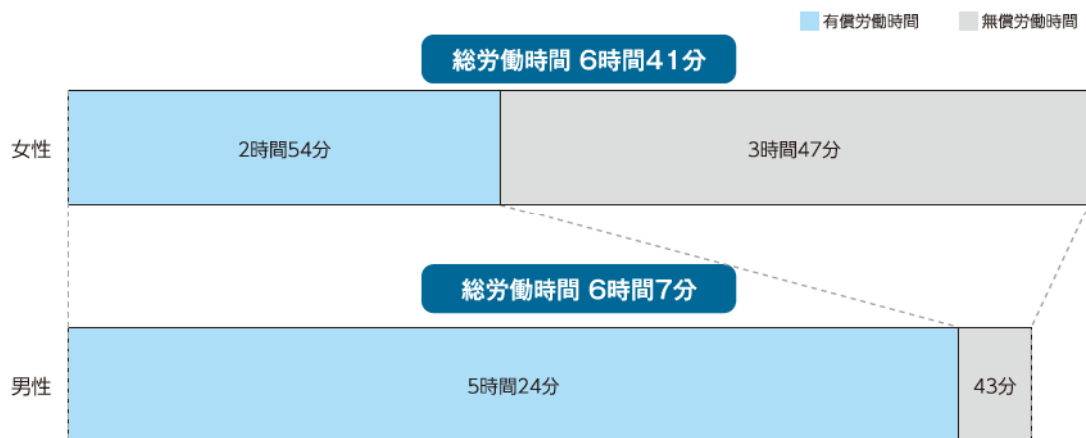 有償労働時間 無償労働時間
総労働時間 6時間41分
女性 2時間54分 3時間47分
総労働時間 6時間7分
男性 5時間24分 43分